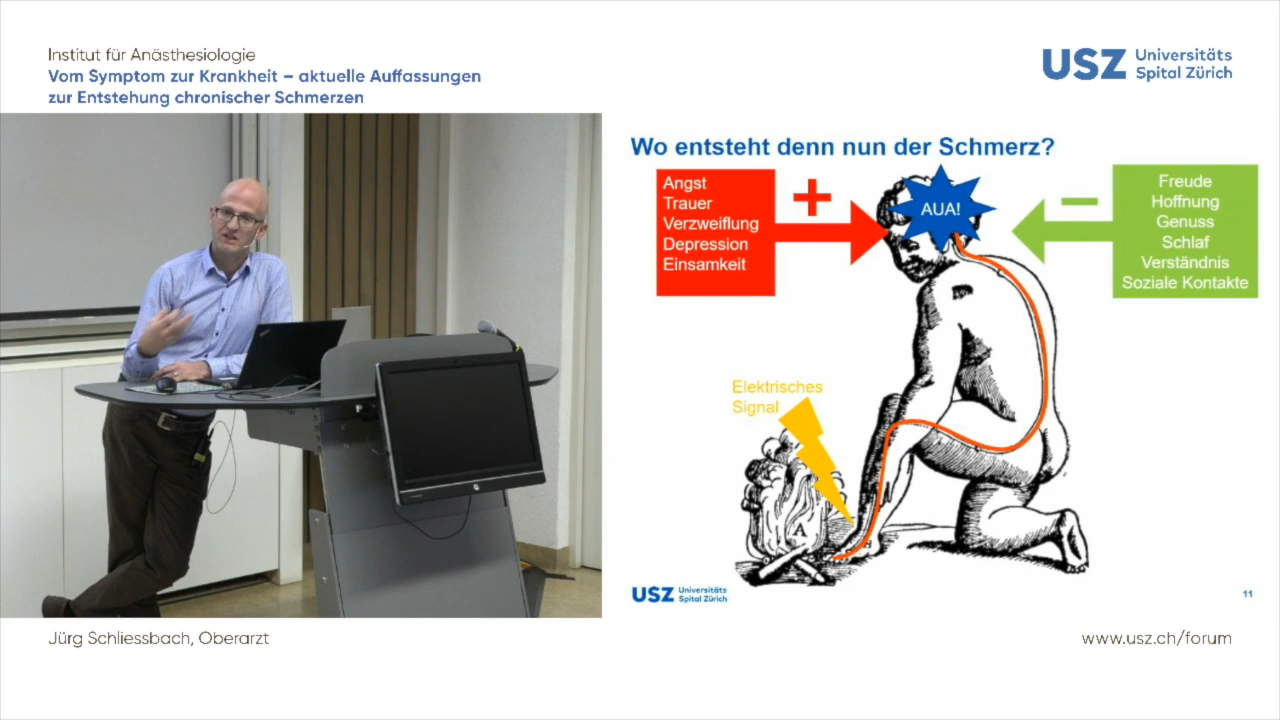 Institut für Anästhesiologie
Vom Symptom zur Krankheit – aktuelle Auffassungen
zur Entstehung chronischer Schmerzen
USZ Universitäts
Spital Zürich
Wo entsteht denn nun der Schmerz?
Angst
Trauer
Verzweiflung
Depression
Einsamkeit
+
AUA!
–
Freude
Hoffnung
Genuss
Schlaf
Verständnis
Soziale Kontakte
Elektrisches
Signal
A
USZ Universitäts
Spital Zürich
11
Jürg Schliessbach, Oberarzt
www.usz.ch/forum